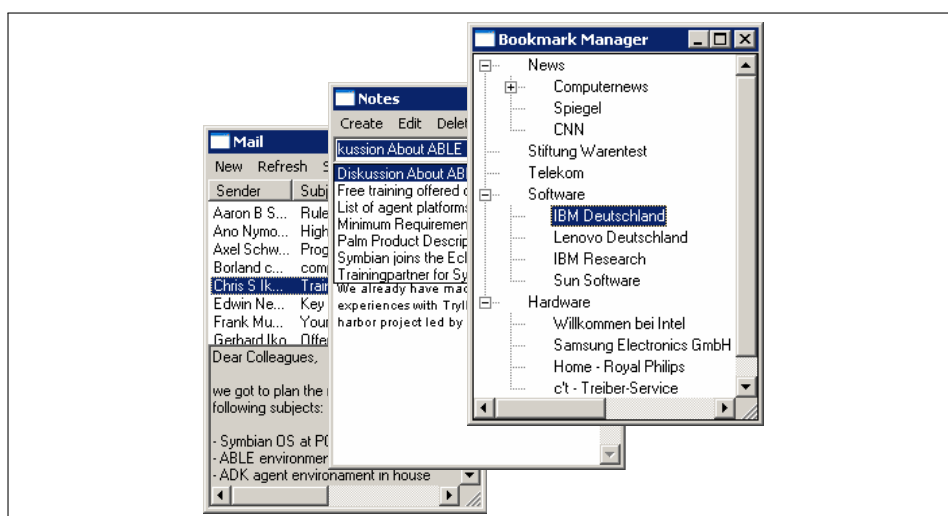 Bookmark Manager
News
Computernews
Spiegel
CNN
Stiftung Warentest
Telekom
Software
IBM Deutschland
Lenovo Deutschland
IBM Research
Sun Software
Hardware
Willkommen bei Intel
Samsung Electronics GmbH
Home - Royal Philips
c't - Treiber-Service
Notes
Create Edit Delet
kussion About ABLE
Diskussion About ABL
Free training offered
List of agent platforms
Minimum Requiremen
Palm Product Descrip
Symbian joins the Ecl
Trainingpartner for Sy
We already have mad
experiences with Tryll
harbor project led by
Mail
New Refresh S
Sender Subj
Aaron B S... Rule
Ano Nymo... High
Axel Schw... Prog
Borland c... com
Chris S Ik... Train
Edwin Ne... Key
Frank Mu... Your
Gerhard Iko Offe
Dear Colleagues,
we got to plan the
following subjects:
- Symbian OS at PO
- ABLE environmen
- ADK agent environament in house